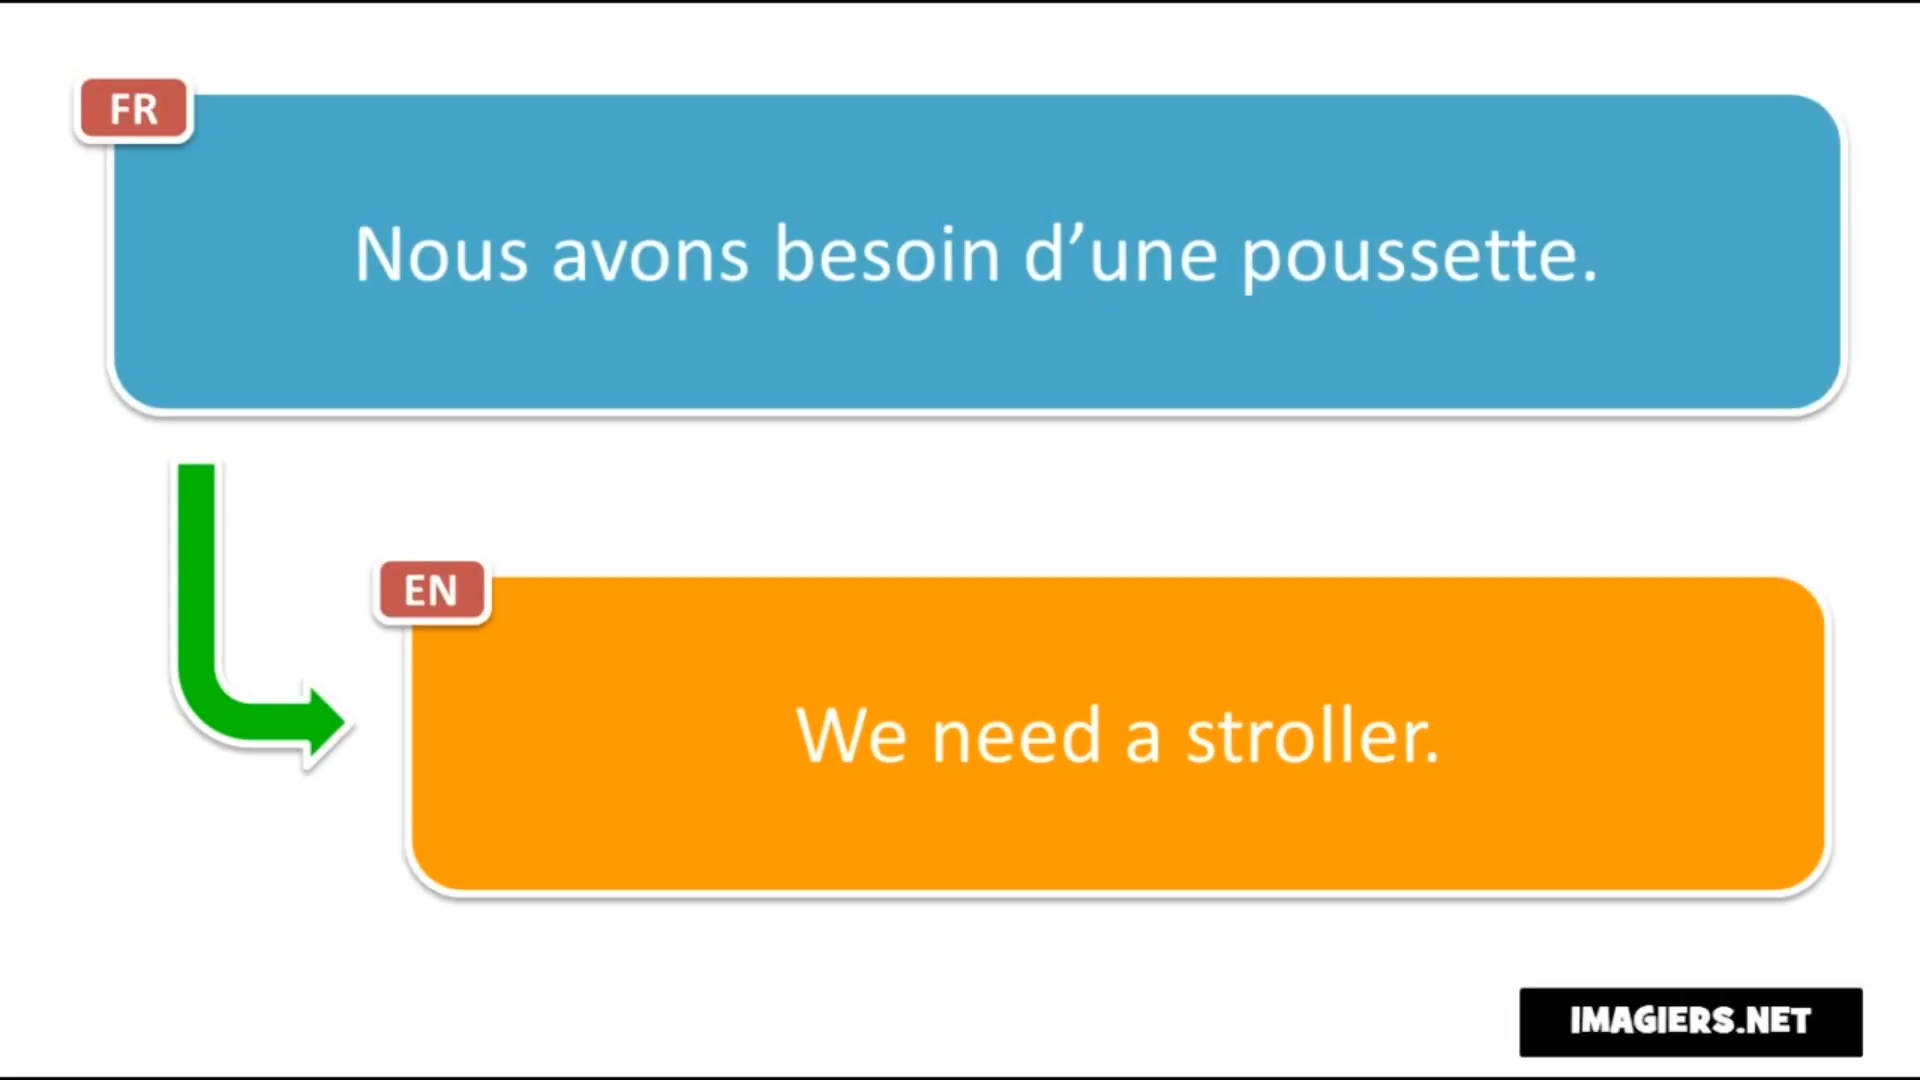 FR
Nous avons besoin d’une poussette.
EN
We need a stroller.
IMAGIERS.NET